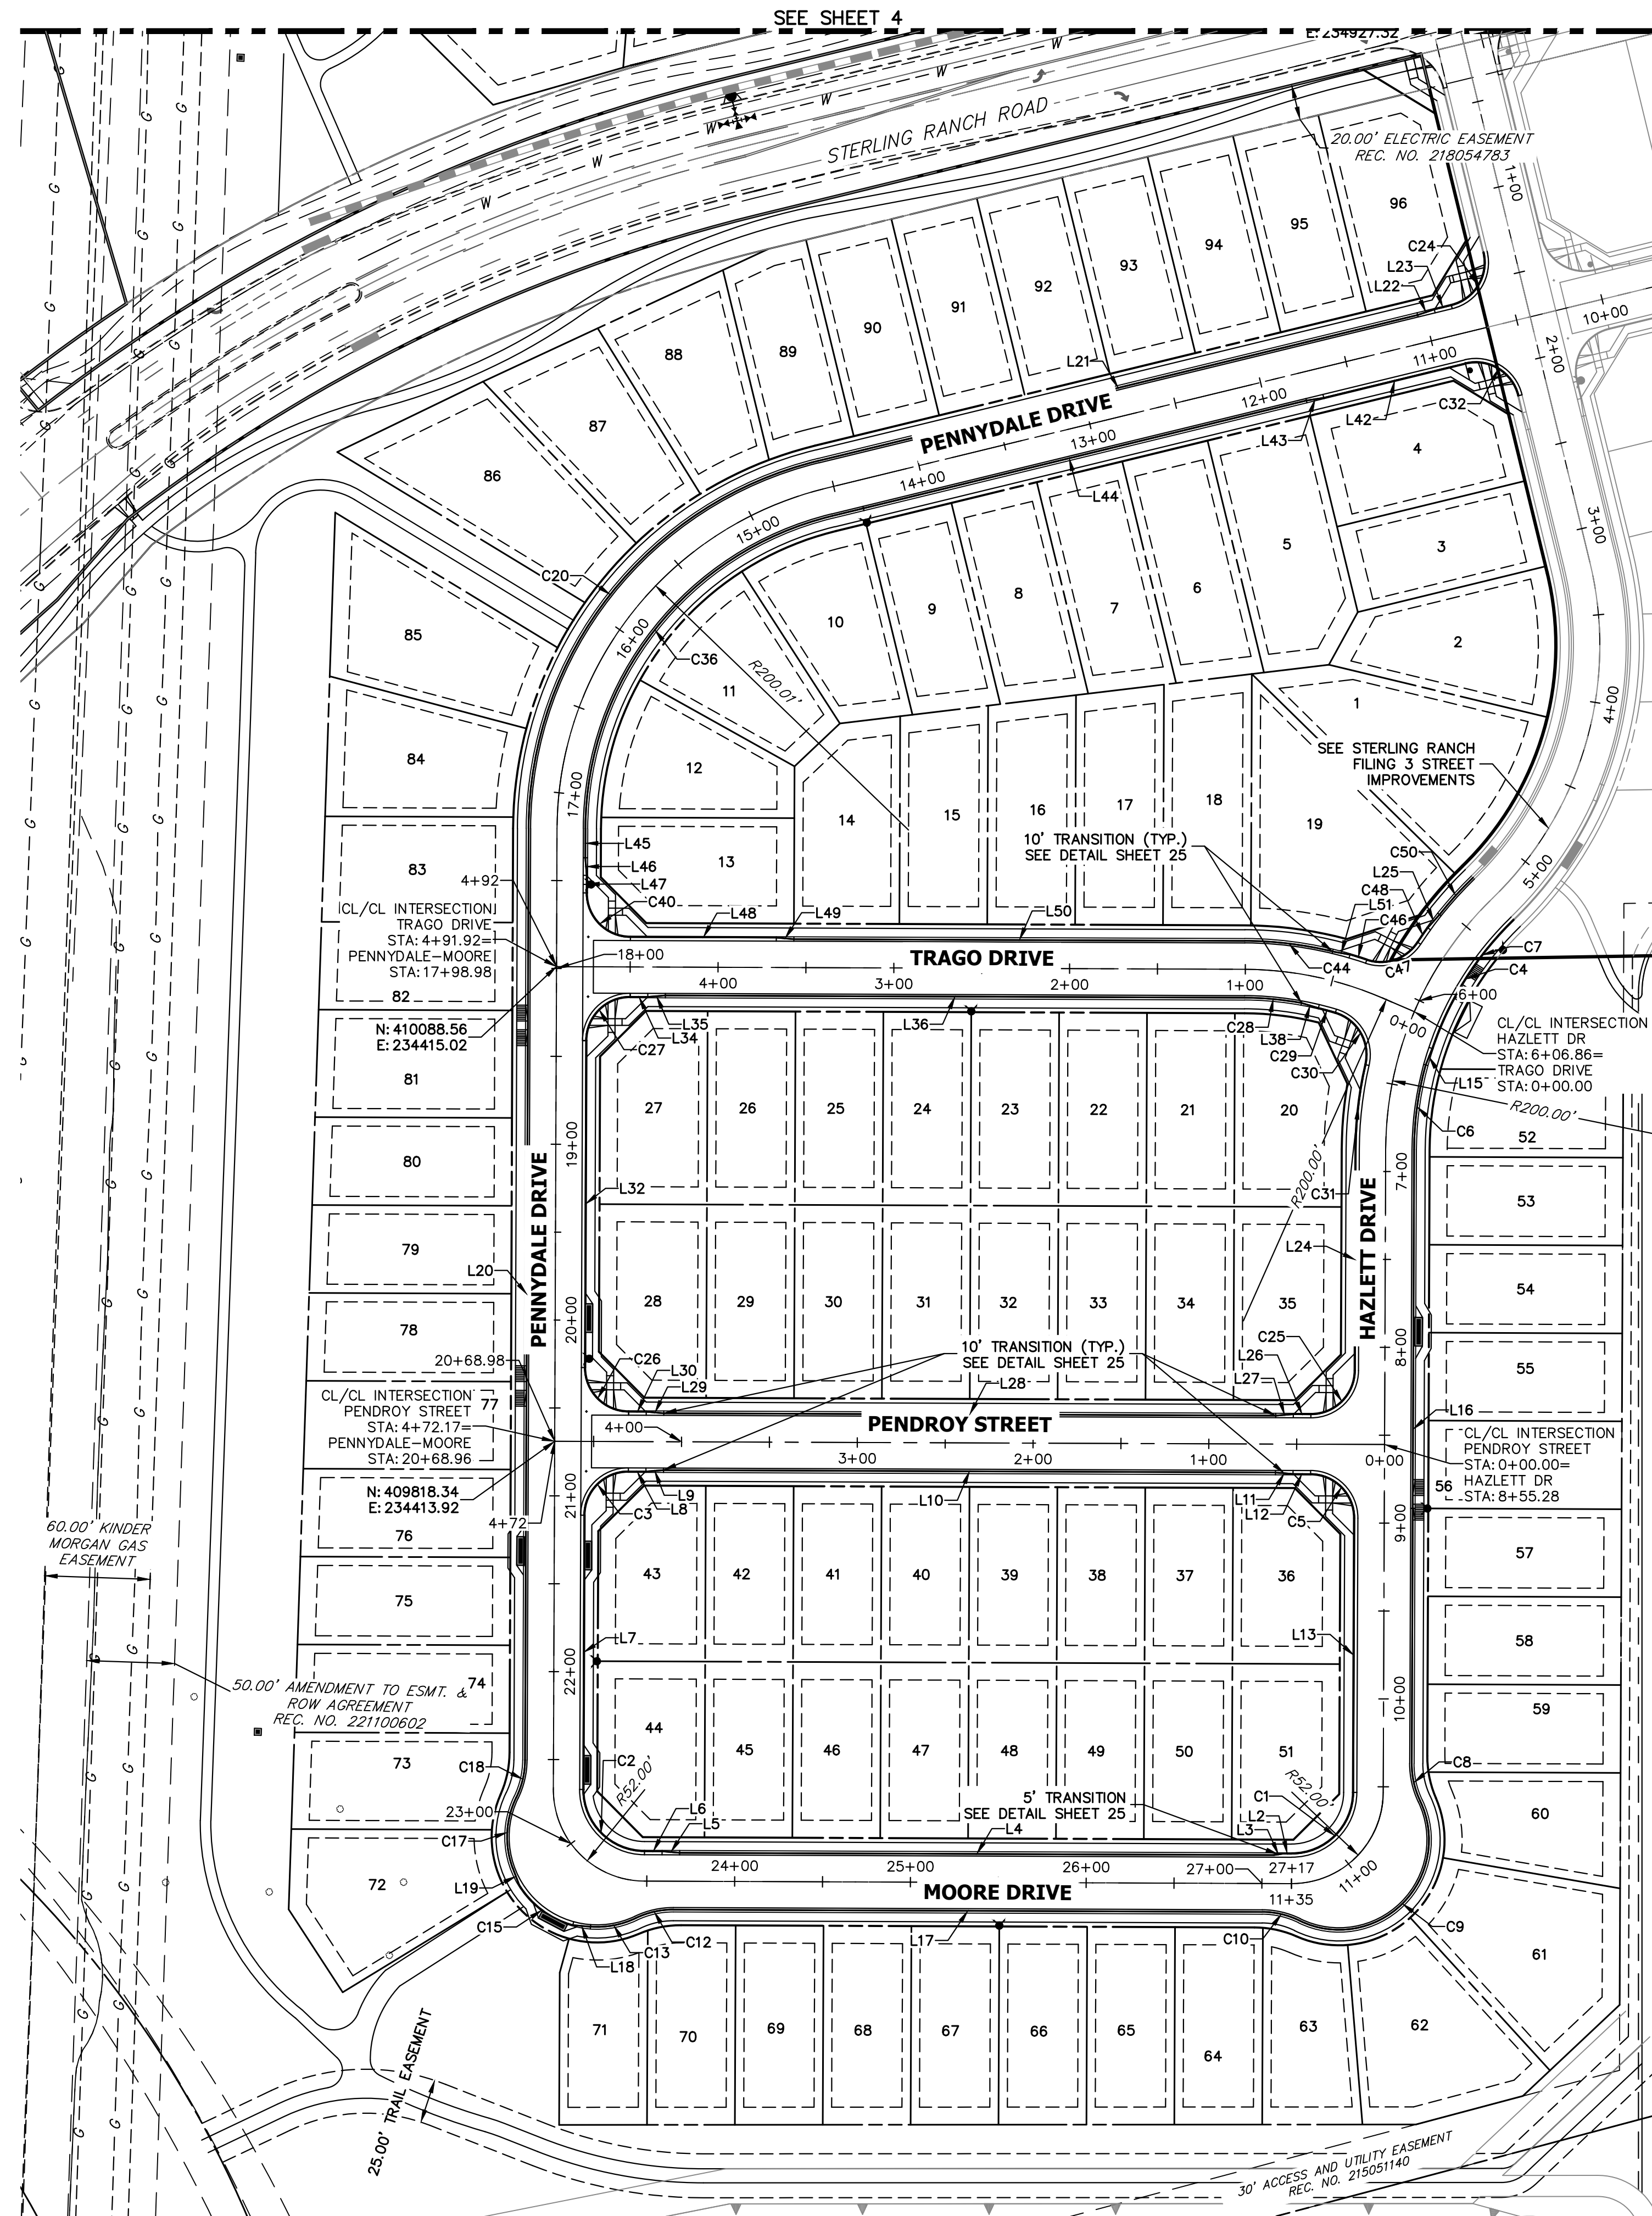 SEE SHEET 4
E: 234927.32
STERLING RANCH ROAD
W
W
W
W
W
W
20.00' ELECTRIC EASEMENT
REC. NO. 218054783
1+00
96
95
94
93
92
91
90
89
88
87
86
C24
L23
L22
10+00
2+00
L21
11+00
12+00
13+00
14+00
15+00
16+00
17+00
PENNYDALE DRIVE
L43
L42
C32
L44
4
3
2
1
3+00
4+00
5+00
5
6
7
8
9
10
11
12
13
C20
C36
R200.01'
85
84
83
14
15
16
17
18
19
SEE STERLING RANCH
FILING 3 STREET
IMPROVEMENTS
10' TRANSITION (TYP.)
SEE DETAIL SHEET 25
L45
L46
L47
C40
L48
L49
L50
C50
L25
C48
L51
C46
C47
C44
C7
C4
4+92
CL/CL INTERSECTION
TRAGO DRIVE
STA: 4+91.92=
PENNYDALE-MOORE
STA: 17+98.98
82
18+00
TRAGO DRIVE
4+00
3+00
2+00
1+00
0+00
6+00
N: 410088.56
E: 234415.02
81
CL/CL INTERSECTION
HAZLETT DR
STA: 6+06.86=
TRAGO DRIVE
STA: 0+00.00
L15
R200.00'
L35
L34
C27
L36
C28
L38
C29
C30
27
26
25
24
23
22
21
20
C6
52
80
19+00
PENNYDALE DRIVE
L32
R200.00'
C31
7+00
HAZLETT DRIVE
53
79
L24
L20
54
78
28
29
30
31
32
33
34
35
20+00
8+00
55
20+68.98
C26
L30
L29
10' TRANSITION (TYP.)
SEE DETAIL SHEET 25
L28
C25
L26
L27
L16
CL/CL INTERSECTION
PENDROY STREET
STA: 4+72.17=
PENNYDALE-MOORE
STA: 20+68.96
77
PENDROY STREET
4+00
3+00
2+00
1+00
0+00
CL/CL INTERSECTION
PENDROY STREET
STA: 0+00.00=
HAZLETT DR
STA: 8+55.28
56
N: 409818.34
E: 234413.92
76
4+72
21+00
C3
L9
L8
L10
L11
L12
C5
9+00
60.00' KINDER
MORGAN GAS
EASEMENT
43
42
41
40
39
38
37
36
57
75
L7
L13
58
50.00' AMENDMENT TO ESMT. &
ROW AGREEMENT
REC. NO. 221100602
74
22+00
10+00
59
44
45
46
47
48
49
50
51
73
C18
C2
R52.00'
5' TRANSITION
SEE DETAIL SHEET 25
C1
R52.00'
C8
60
23+00
L6
L5
L4
L3
L2
C17
24+00
25+00
26+00
27+00
27+17
11+00
11+35
MOORE DRIVE
72
L19
C15
L18
C13
C12
L17
C10
C9
61
71
70
69
68
67
66
65
64
63
62
25.00' TRAIL EASEMENT
30' ACCESS AND UTILITY EASEMENT
REC. NO. 215051140